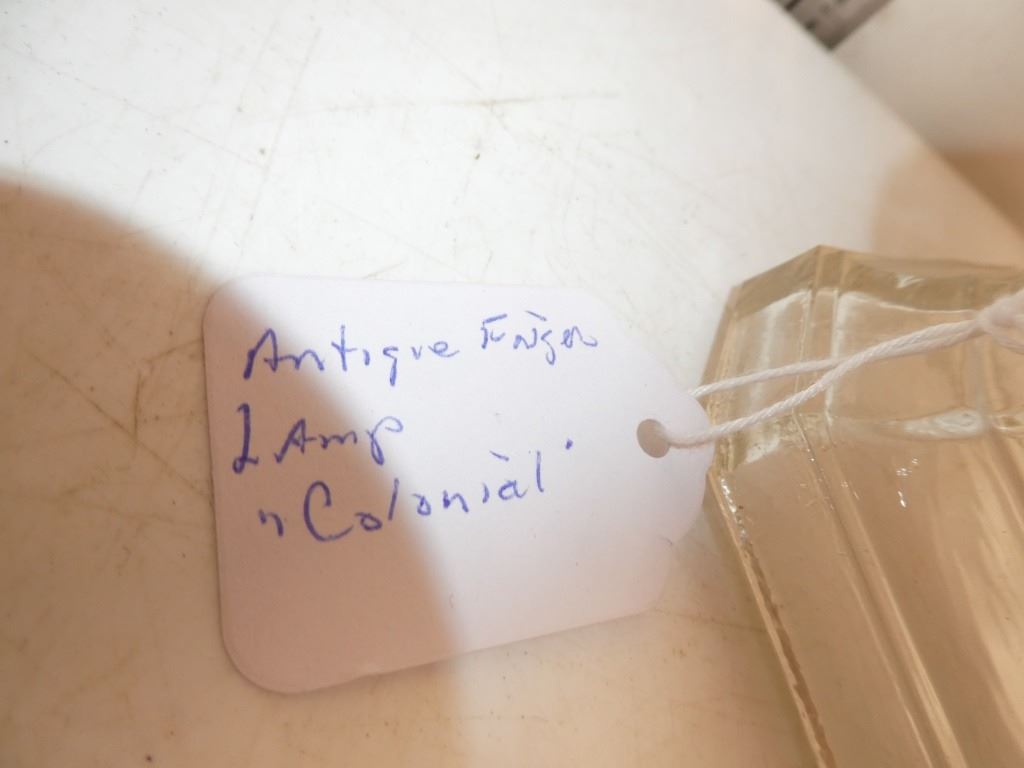 Antique Finger
LAmp
"Colonial"